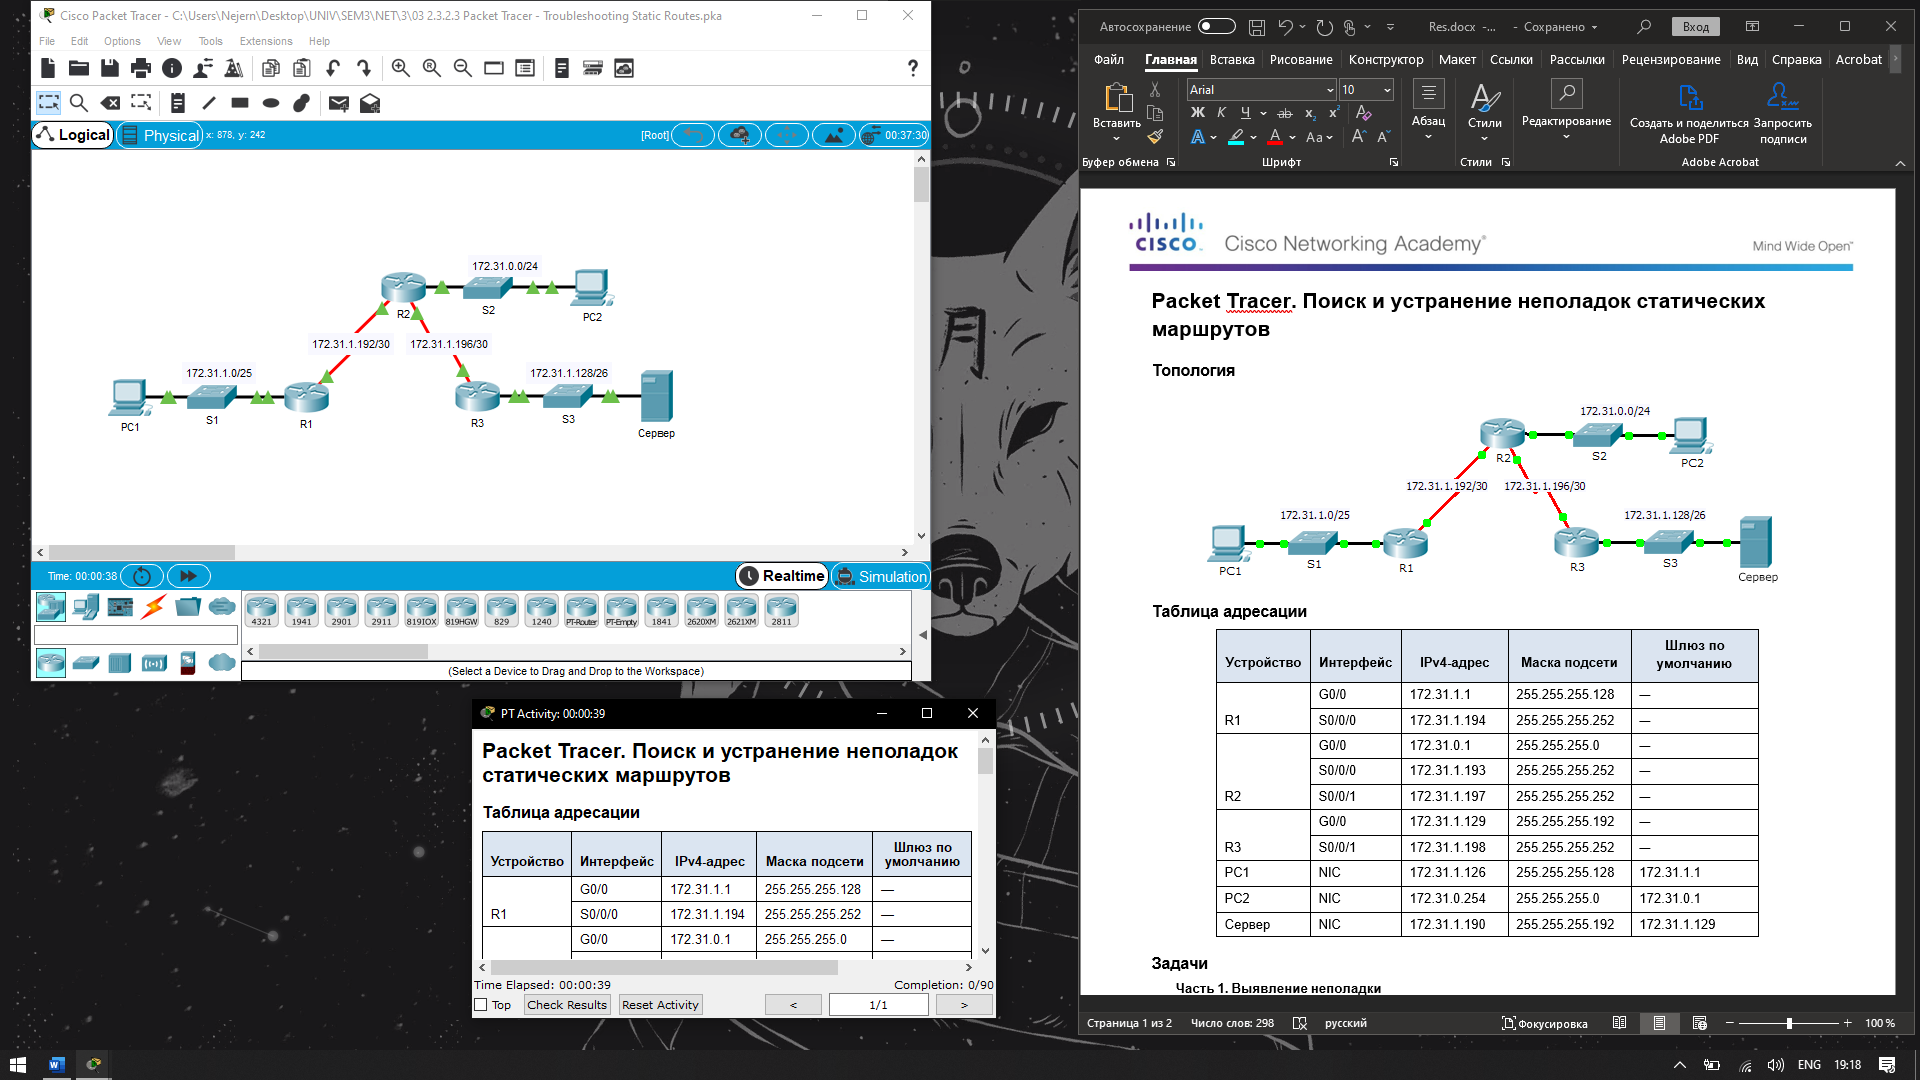 Cisco Packet Tracer - C:\Users\Nejern\Desktop\UNIV\SEM3\NET\3\03 2.3.2.3 Packet Tracer - Troubleshooting Static Routes.pka
File Edit Options View Tools Extensions Help
Logical Physical x: 878, y: 242 [Root] 00:37:30
172.31.0.0/24
R2 S2 PC2
172.31.1.192/30 172.31.1.196/30
172.31.1.0/25 172.31.1.128/26
PC1 S1 R1 R3 S3 Сервер
Time: 00:00:38 Realtime Simulation
4321 1941 2901 2911 819IOX 819HGW 829 1240 PT-Router PT-Empty 1841 2620XM 2621XM 2811
(Select a Device to Drag and Drop to the Workspace)
PT Activity: 00:00:39
Packet Tracer. Поиск и устранение неполадок
статических маршрутов
Таблица адресации
Устройство Интерфейс IPv4-адрес Маска подсети Шлюз по умолчанию
R1 G0/0 172.31.1.1 255.255.255.128 —
S0/0/0 172.31.1.194 255.255.255.252 —
G0/0 172.31.0.1 255.255.255.0 —
Time Elapsed: 00:00:39 Completion: 0/90
Top Check Results Reset Activity < 1/1 >
Автосохранение Res.docx -... - Сохранено Вход
Файл Главная Вставка Рисование Конструктор Макет Ссылки Рассылки Рецензирование Вид Справка Acrobat
Вставить
Буфер обмена
Arial 10
Ж К Ч ab x₂ x² A
A A Aa A A
Шрифт
Абзац
Стили
Стили
Редактирование
Создать и поделиться Adobe PDF
Запросить подписи
Adobe Acrobat
CISCO Cisco Networking Academy® Mind Wide Open™
Packet Tracer. Поиск и устранение неполадок статических
маршрутов
Топология
172.31.0.0/24
R2 S2 PC2
172.31.1.192/30 172.31.1.196/30
172.31.1.0/25 172.31.1.128/26
PC1 S1 R1 R3 S3 Сервер
Таблица адресации
Устройство Интерфейс IPv4-адрес Маска подсети Шлюз по умолчанию
R1 G0/0 172.31.1.1 255.255.255.128 —
S0/0/0 172.31.1.194 255.255.255.252 —
R2 G0/0 172.31.0.1 255.255.255.0 —
S0/0/0 172.31.1.193 255.255.255.252 —
S0/0/1 172.31.1.197 255.255.255.252 —
R3 G0/0 172.31.1.129 255.255.255.192 —
S0/0/1 172.31.1.198 255.255.255.252 —
PC1 NIC 172.31.1.126 255.255.255.128 172.31.1.1
PC2 NIC 172.31.0.254 255.255.255.0 172.31.0.1
Сервер NIC 172.31.1.190 255.255.255.192 172.31.1.129
Задачи
Часть 1. Выявление неполадки
Страница 1 из 2 Число слов: 298 русский Фокусировка 100 %
月
ENG 19:18